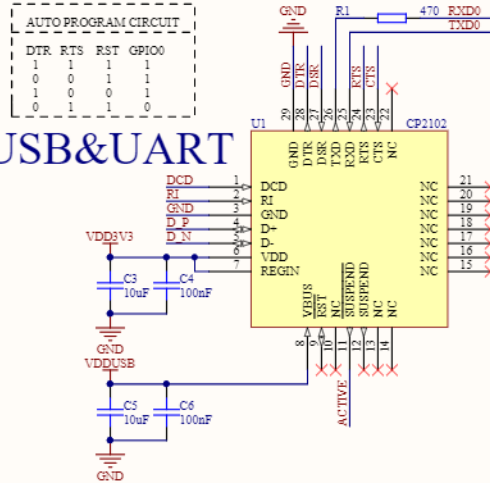 AUTO PROGRAM CIRCUIT
DTR RTS RST GPIO0
1 1 1 1
0 0 1 1
1 0 0 1
0 1 1 0
USB&UART
GND
R1 470 RXD0
TXD0
GND DTR DSR RTS CTS
29 28 27 26 25 24 23 22
U1 CP2102
GND DTR DSR TXD RXD RTS CTS NC
DCD 1 DCD NC 21
RI 2 RI NC 20
GND 3 GND NC 19
D_P 4 D+ NC 18
D_N 5 D- NC 17
VDD3V3 6 VDD NC 16
7 REGIN NC 15
C3 10uF
C4 100nF
VBUS RST NC SUSPEND SUSPEND NC NC
8 9 10 11 12 13 14
GND
VDDUSB
ACTIVE
C5 10uF
C6 100nF
GND